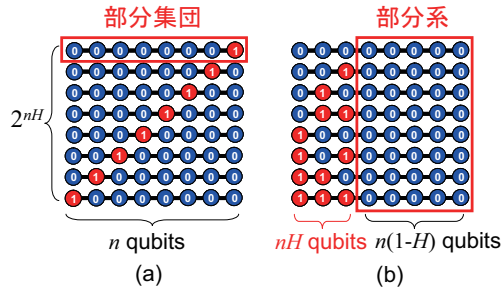 部分集団
0 0 0 0 0 0 0 1
0 0 0 0 0 0 1 0
0 0 0 0 0 1 0 0
0 0 0 0 1 0 0 0
0 0 0 1 0 0 0 0
0 0 1 0 0 0 0 0
0 1 0 0 0 0 0 0
1 0 0 0 0 0 0 0
2^{nH}
n qubits
(a)
部分系
0 0 0 0 0 0 0 0
0 0 1 0 0 0 0 0
0 1 0 0 0 0 0 0
0 1 1 0 0 0 0 0
1 0 0 0 0 0 0 0
1 0 1 0 0 0 0 0
1 1 0 0 0 0 0 0
1 1 1 0 0 0 0 0
nH qubits n(1-H) qubits
(b)